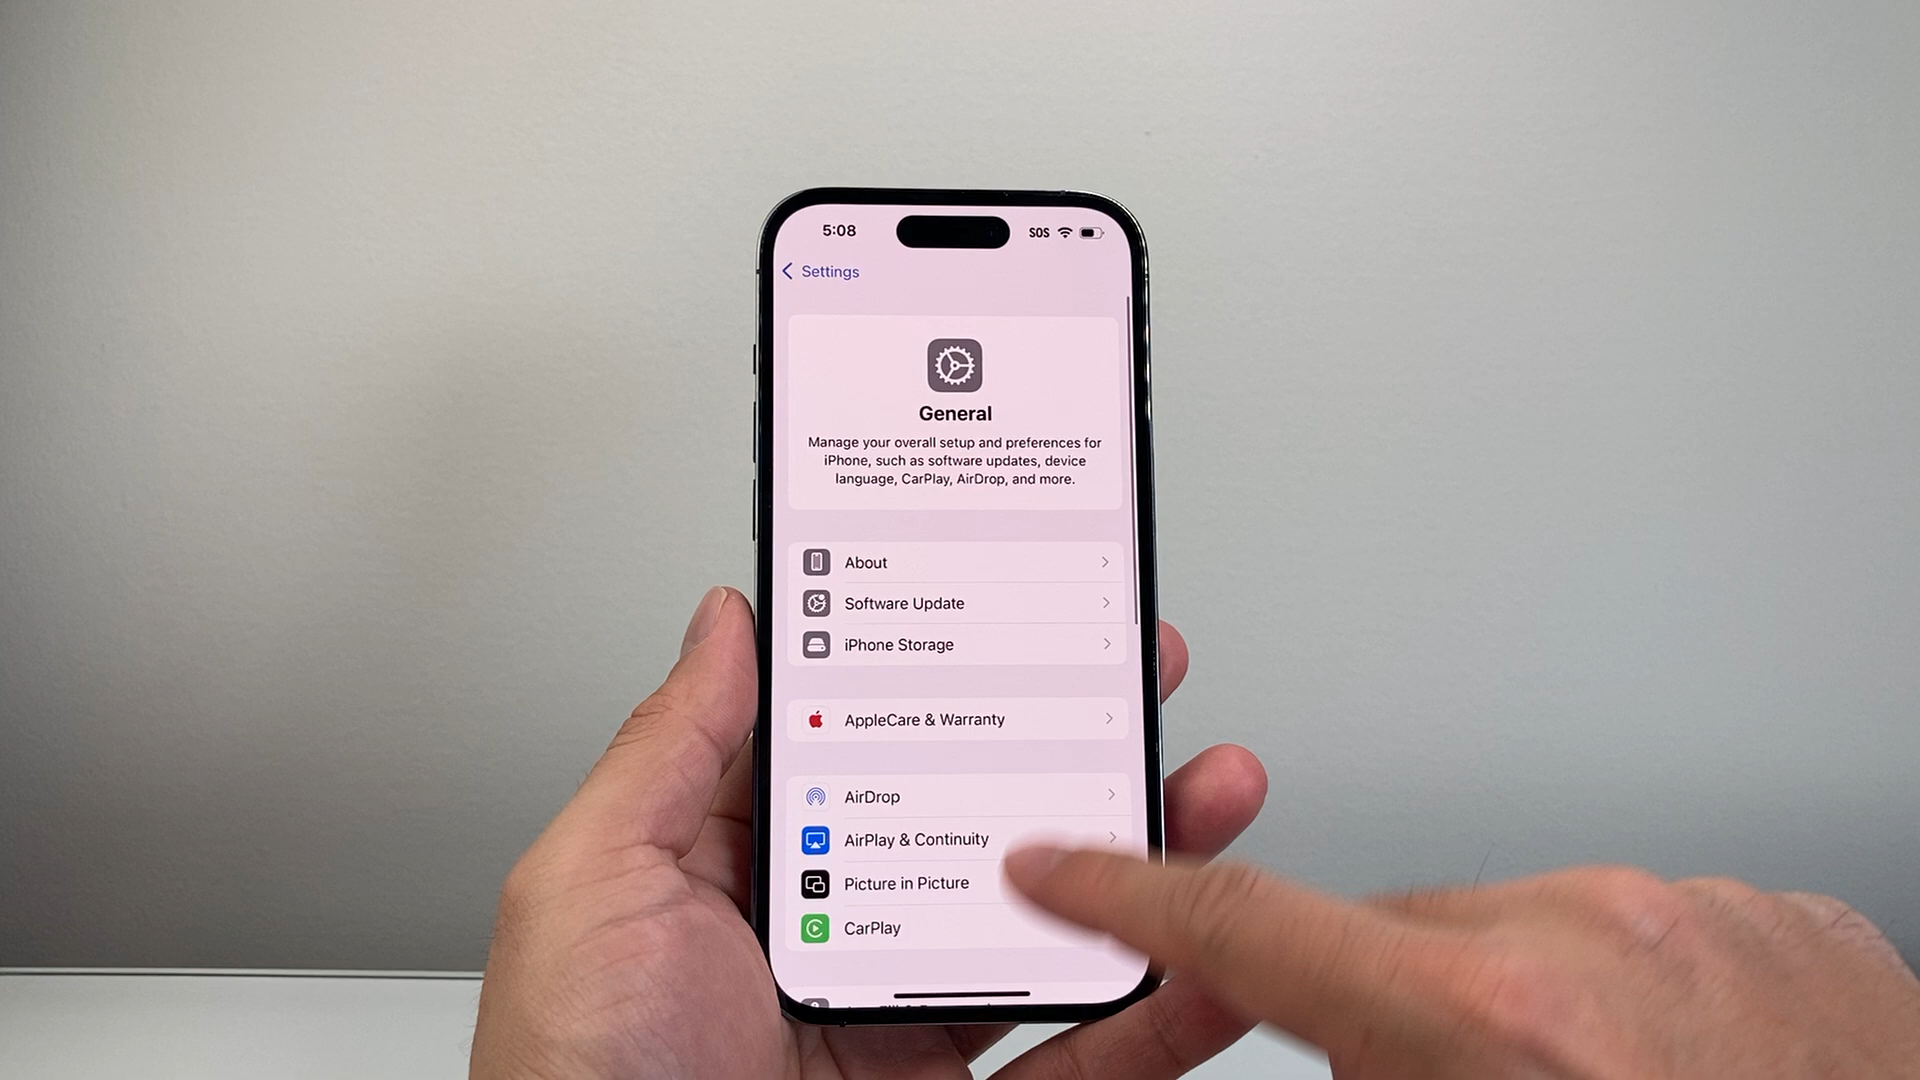 5:08
SOS
Settings
General
Manage your overall setup and preferences for
iPhone, such as software updates, device
language, CarPlay, AirDrop, and more.
About
Software Update
iPhone Storage
AppleCare & Warranty
AirDrop
AirPlay & Continuity
Picture in Picture
CarPlay